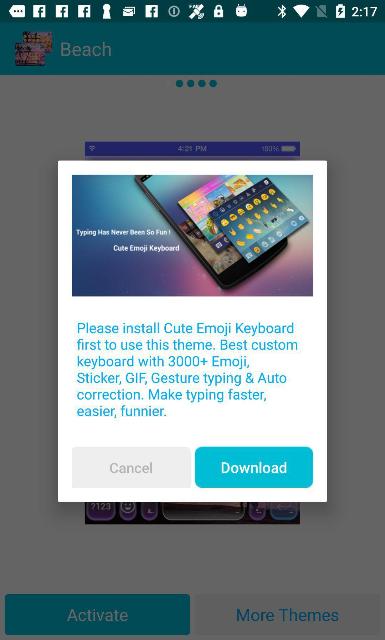 2:17
Beach
4:21 PM
100%
Typing Has Never Been So Fun !
Cute Emoji Keyboard
Please install Cute Emoji Keyboard
first to use this theme. Best custom
keyboard with 3000+ Emoji,
Sticker, GIF, Gesture typing & Auto
correction. Make typing faster,
easier, funnier.
Cancel
Download
?123
Activate
More Themes